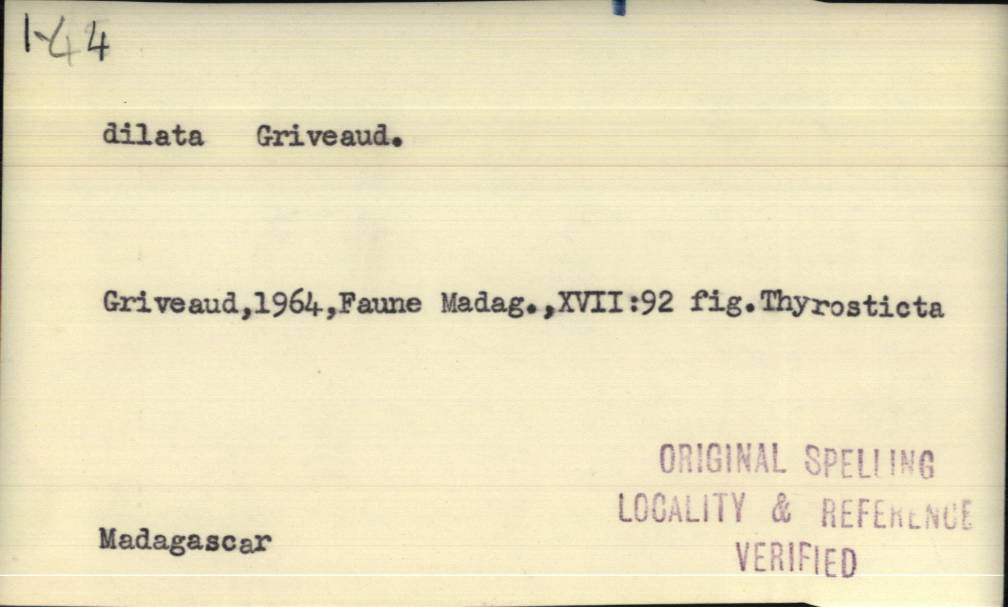 1-44
dilata Griveaud.
Griveaud,1964,Faune Madag.,XVII:92 fig.Thyrosticta
ORIGINAL SPELLING
LOCALITY & REFERENCE
VERIFIED
Madagascar